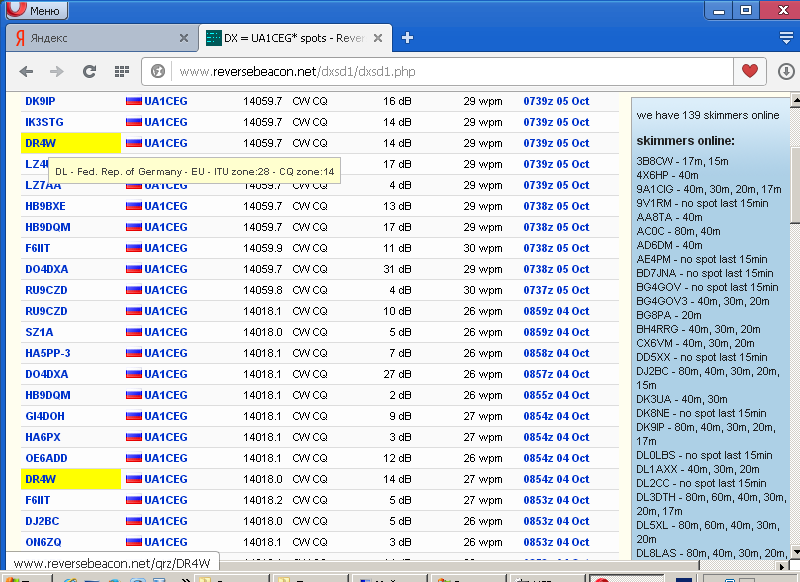 Меню
Яндекс
DX = UA1CEG* spots - Rever
www.reversebeacon.net/dxsd1/dxsd1.php
DK9IP UA1CEG 14059.7 CW CQ 16 dB 29 wpm 0739z 05 Oct
IK3STG UA1CEG 14059.7 CW CQ 14 dB 29 wpm 0739z 05 Oct
DR4W UA1CEG 14059.7 CW CQ 14 dB 29 wpm 0739z 05 Oct
UA1CEG 14059.7 CW CQ 17 dB 29 wpm 0739z 05 Oct
DL - Fed. Rep. of Germany - EU - ITU zone:28 - CQ zone:14
LZ7AA 4 dB 29 wpm 0739z 05 Oct
HB9BXE UA1CEG 14059.7 CW CQ 13 dB 29 wpm 0738z 05 Oct
HB9DQM UA1CEG 14059.7 CW CQ 17 dB 29 wpm 0738z 05 Oct
F6IIT UA1CEG 14059.9 CW CQ 11 dB 30 wpm 0738z 05 Oct
DO4DXA UA1CEG 14059.7 CW CQ 31 dB 29 wpm 0738z 05 Oct
RU9CZD UA1CEG 14059.8 CW CQ 4 dB 30 wpm 0737z 05 Oct
RU9CZD UA1CEG 14018.1 CW CQ 10 dB 26 wpm 0859z 04 Oct
SZ1A UA1CEG 14018.0 CW CQ 5 dB 26 wpm 0859z 04 Oct
HA5PP-3 UA1CEG 14018.1 CW CQ 7 dB 26 wpm 0858z 04 Oct
DO4DXA UA1CEG 14018.1 CW CQ 27 dB 26 wpm 0857z 04 Oct
HB9DQM UA1CEG 14018.1 CW CQ 2 dB 26 wpm 0855z 04 Oct
GI4DOH UA1CEG 14018.1 CW CQ 9 dB 27 wpm 0854z 04 Oct
HA6PX UA1CEG 14018.1 CW CQ 3 dB 27 wpm 0854z 04 Oct
OE6ADD UA1CEG 14018.1 CW CQ 12 dB 26 wpm 0854z 04 Oct
DR4W UA1CEG 14018.0 CW CQ 14 dB 27 wpm 0854z 04 Oct
F6IIT UA1CEG 14018.2 CW CQ 5 dB 27 wpm 0853z 04 Oct
DJ2BC UA1CEG 14018.0 CW CQ 5 dB 26 wpm 0853z 04 Oct
ON6ZQ UA1CEG 14018.1 CW CQ 3 dB 27 wpm 0853z 04 Oct
www.reversebeacon.net/qrz/DR4W
we have 139 skimmers online
skimmers online:
3B8CW - 17m, 15m
4X6HP - 40m
9A1CIG - 40m, 30m, 20m, 17m
9V1RM - no spot last 15min
AA8TA - 40m
AC0C - 80m, 40m
AD6DM - 40m
AE4PM - no spot last 15min
BD7JNA - no spot last 15min
BG4GOV - no spot last 15min
BG4GOV3 - 40m, 30m, 20m
BG8PA - 20m
BH4RRG - 40m, 30m, 20m
CX6VM - 40m, 30m, 20m
DD5XX - no spot last 15min
DJ2BC - 80m, 40m, 30m, 20m,
15m
DK3UA - 40m, 30m
DK8NE - no spot last 15min
DK9IP - 80m, 40m, 30m, 20m,
17m
DL0LBS - no spot last 15min
DL1AXX - 40m, 30m, 20m
DL2CC - no spot last 15min
DL3DTH - 80m, 60m, 40m, 30m,
20m, 17m
DL5XL - 80m, 60m, 40m, 30m,
20m
DL8LAS - 80m, 40m, 30m, 20m,